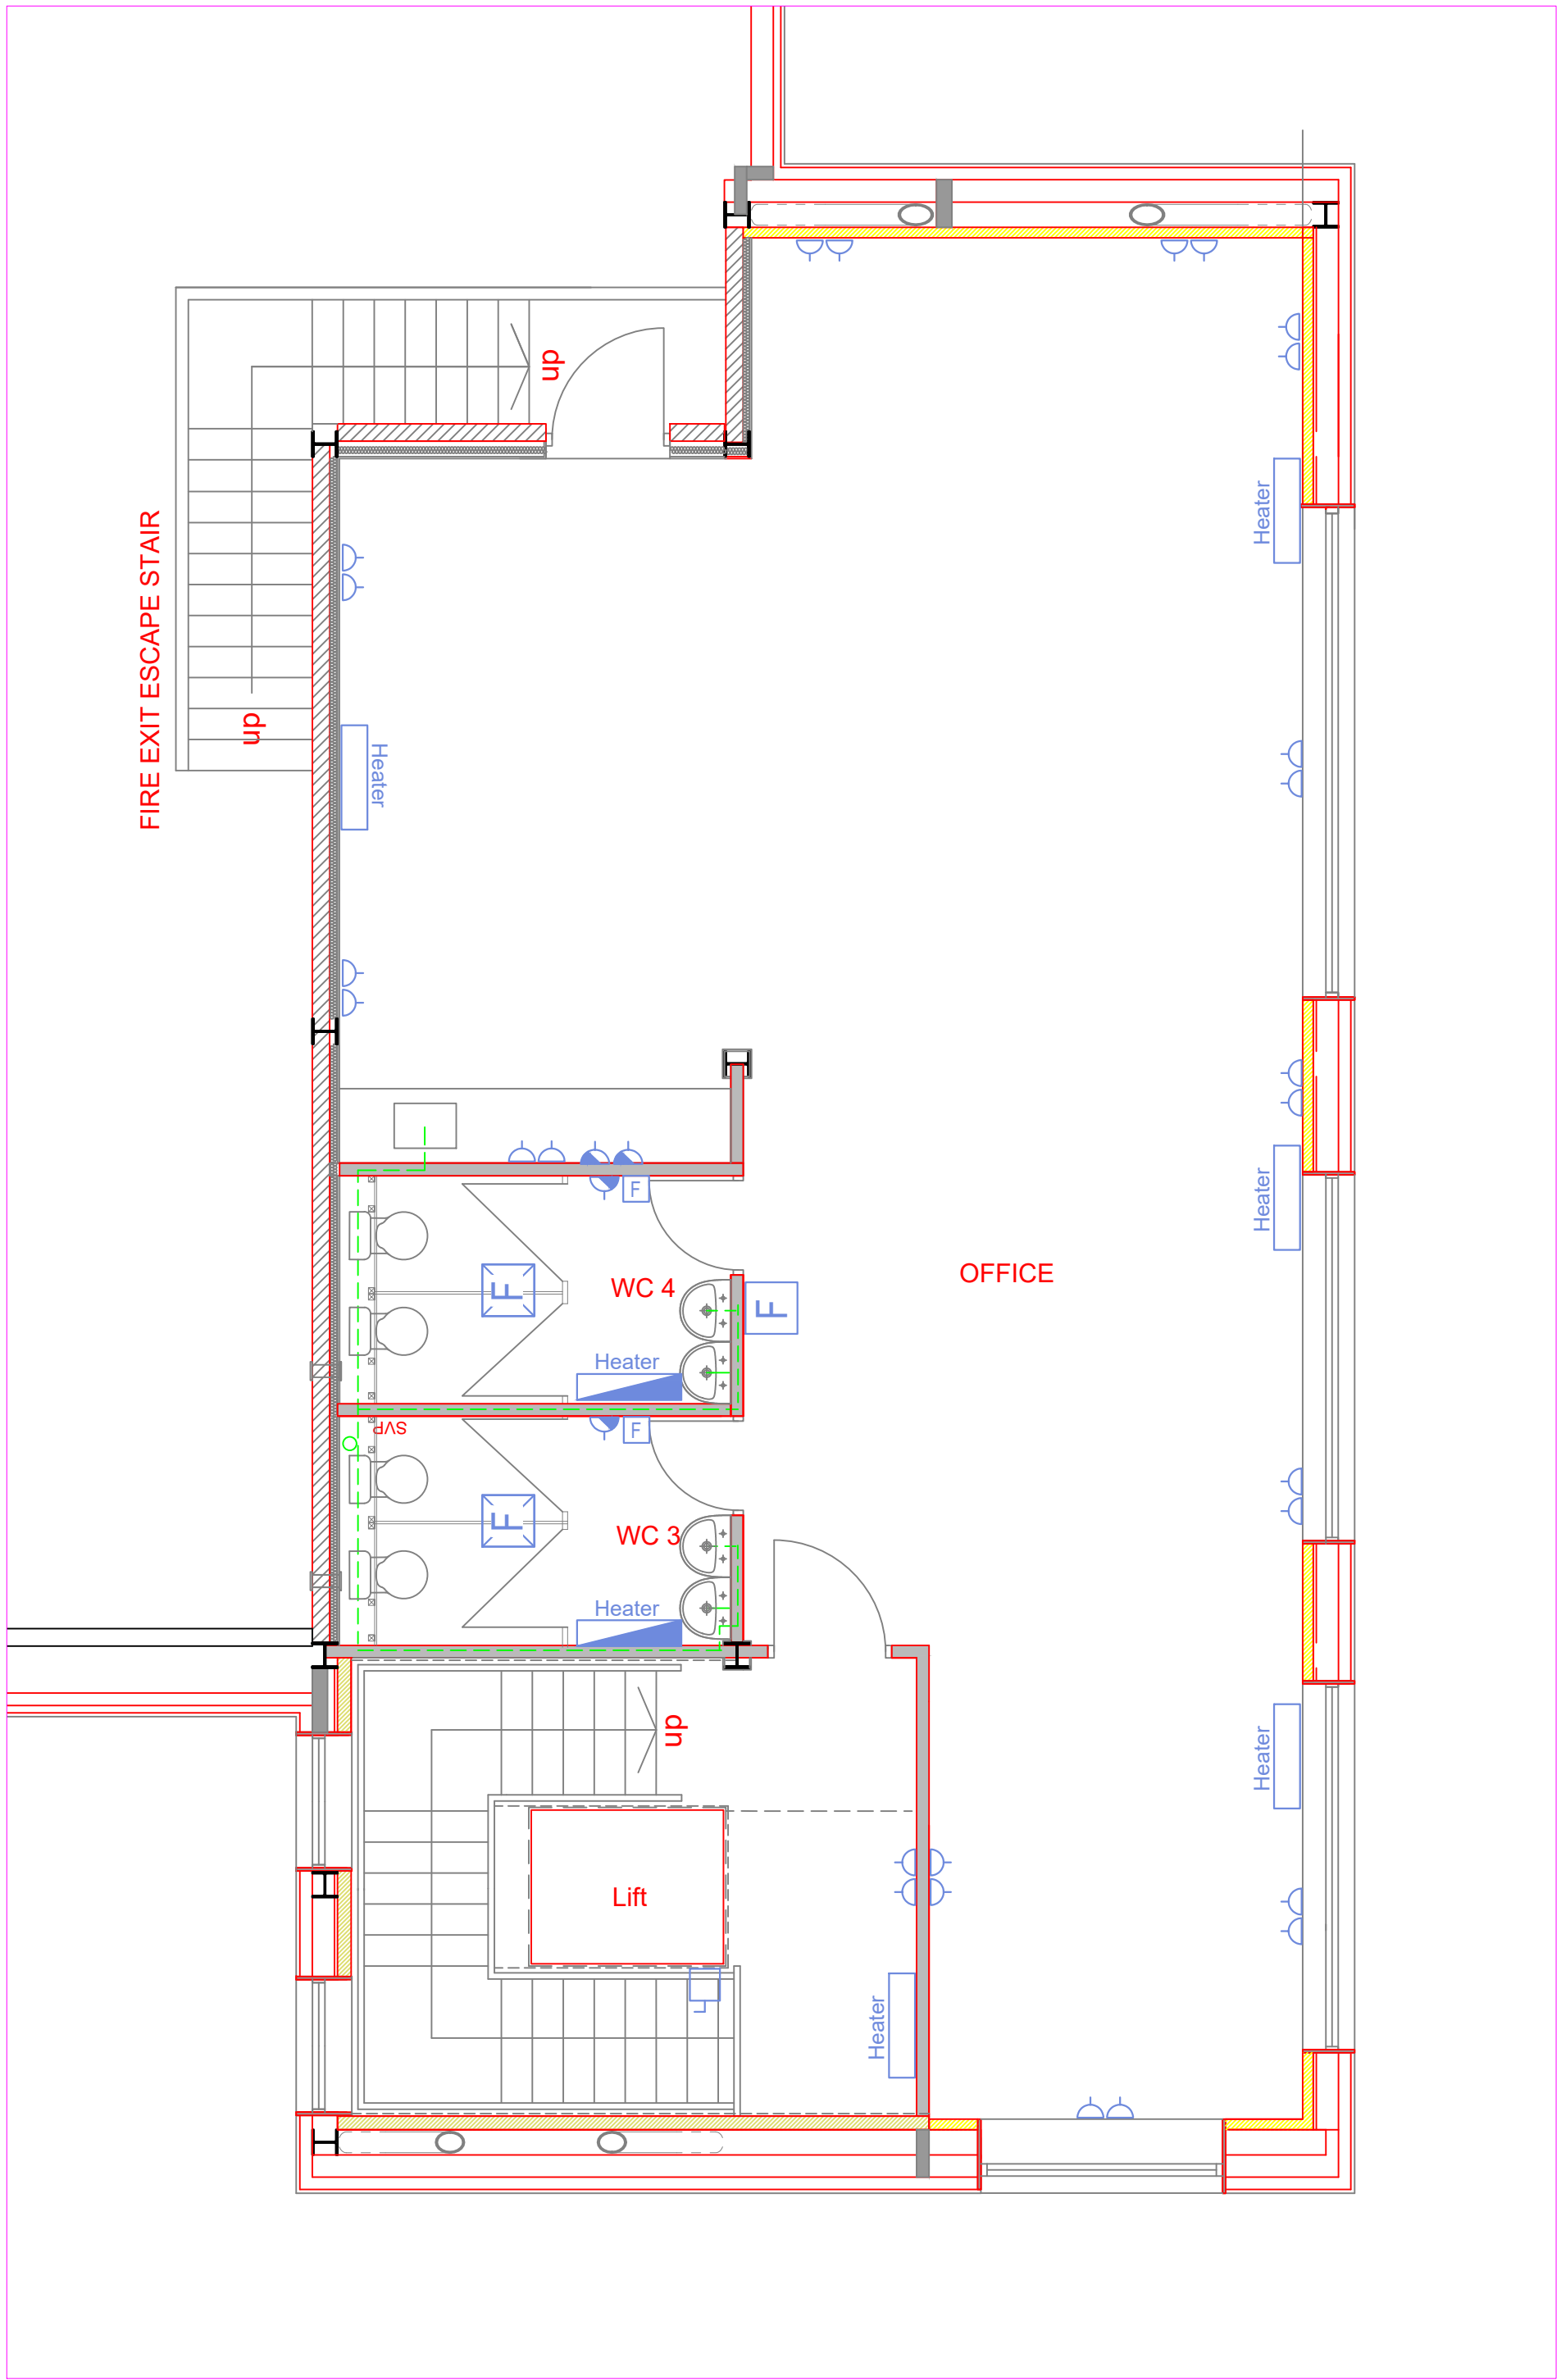 up
FIRE EXIT ESCAPE STAIR
Heater
up
Heater
F
Heater
OFFICE
WC 4
F
F
Heater
SVP
F
F
WC 3
Heater
up
Heater
Lift
Heater